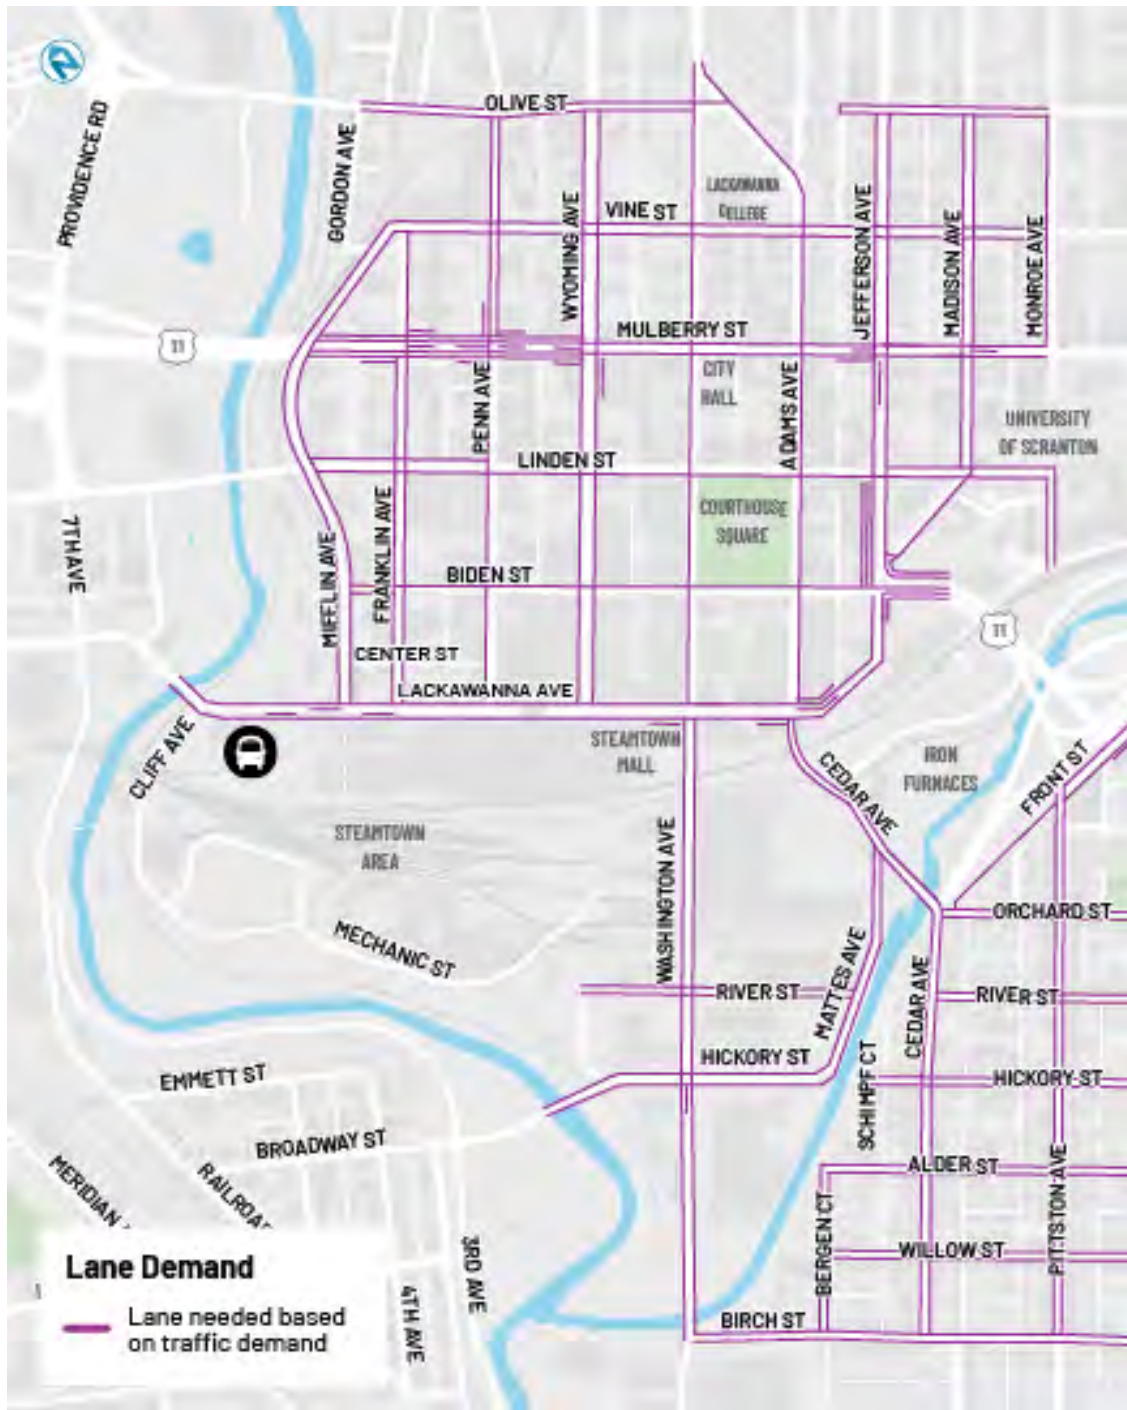 OLIVE ST
PROVIDENCE RD
GORDON AVE
LACKAWANNA
COLLEGE
VINE ST
WYOMING AVE
JEFFERSON AVE
MADISON AVE
MONROE AVE
MULBERRY ST
11
CITY
HALL
PENN AVE
ADAMS AVE
UNIVERSITY
OF SCRANTON
LINDEN ST
COURTHOUSE
SQUARE
7TH AVE
MIFFLIN AVE
FRANKLIN AVE
BIDEN ST
11
CENTER ST
LACKAWANNA AVE
CLIFF AVE
STEAMTOWN
MALL
CEDAR AVE
IRON
FURNACES
FRONT ST
STEAMTOWN
AREA
WASHINGTON AVE
ORCHARD ST
MECHANIC ST
MATTES AVE
RIVER ST
CEDAR AVE
RIVER ST
EMMETT ST
HICKORY ST
SCHIMPF CT
HICKORY ST
BROADWAY ST
MERIDIAN
RAILROAD
ALDER ST
PITTSTON AVE
BERGEN CT
WILLOW ST
3RD AVE
4TH AVE
BIRCH ST
Lane Demand
Lane needed based
on traffic demand